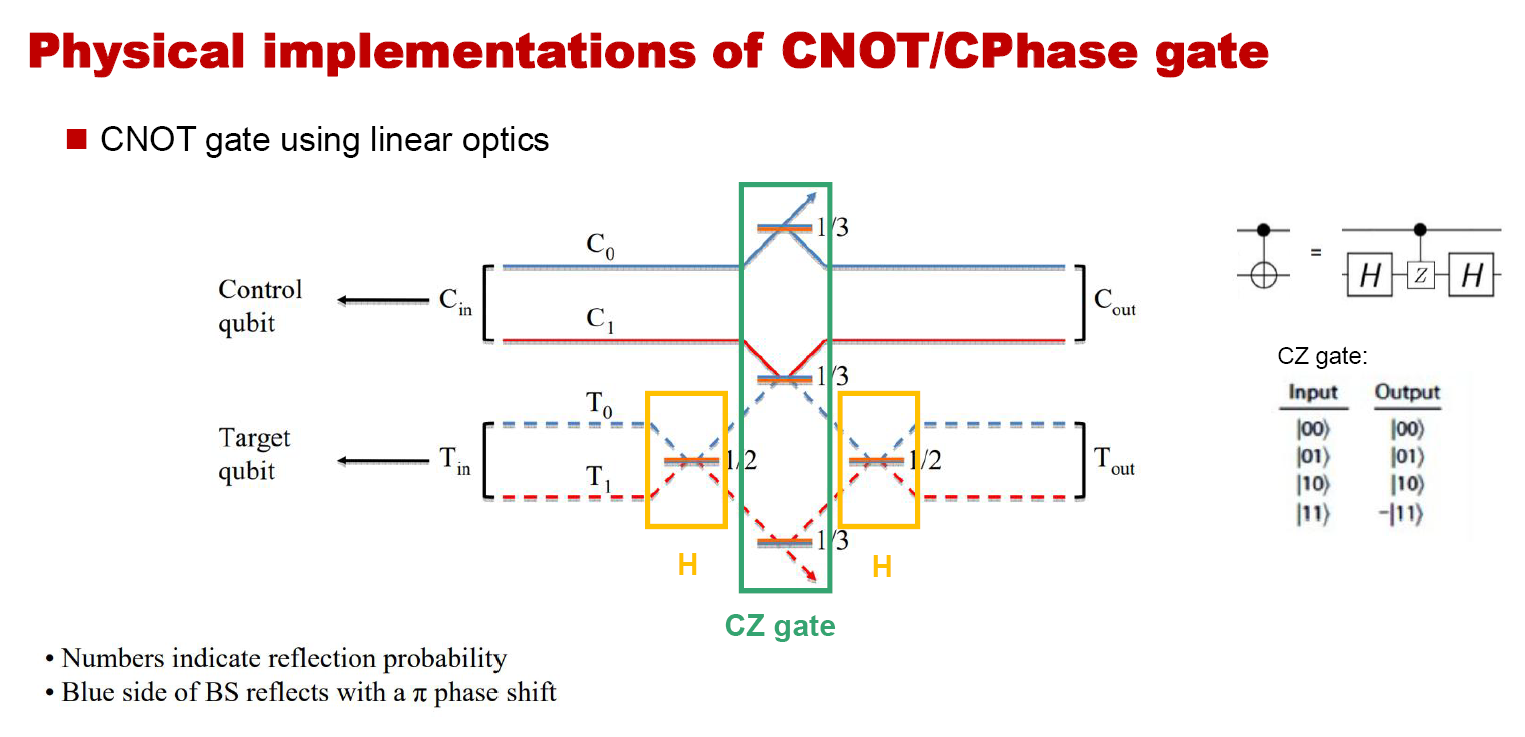 Physical implementations of CNOT/CPhase gate
CNOT gate using linear optics
1/3
C0
Control
qubit
Cin
Cout
C1
1/3
T0
Target
qubit
Tin
1/2
1/2
Tout
T1
1/3
H
H
CZ gate
H
Z
H
=
CZ gate:
Input Output
|00⟩ |00⟩
|01⟩ |01⟩
|10⟩ |10⟩
|11⟩ -|11⟩
• Numbers indicate reflection probability
• Blue side of BS reflects with a π phase shift